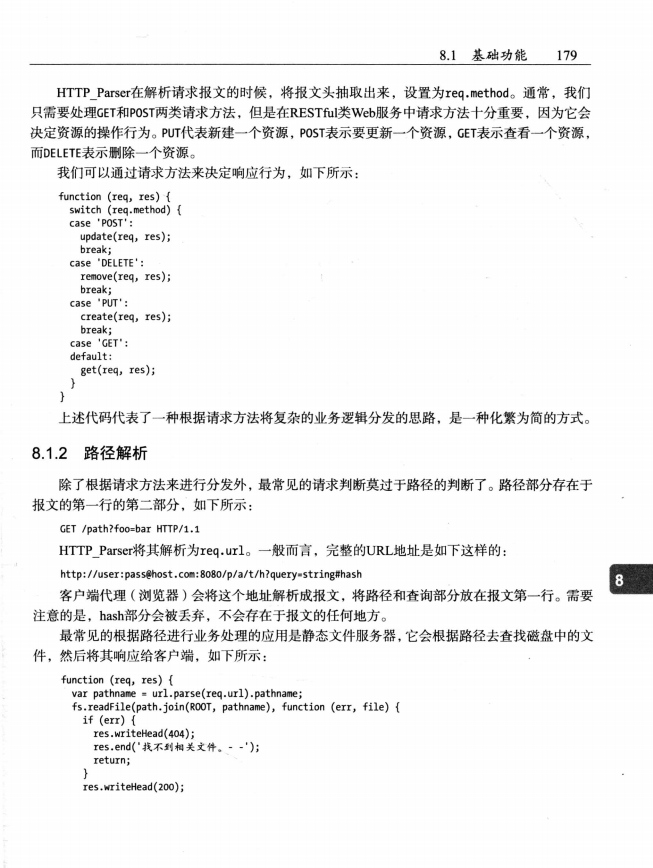 8.1 基础功能 179
HTTP_Parser在解析请求报文的时候，将报文头抽取出来，设置为req.method。通常，我们
只需要处理GET和POST两类请求方法，但是在RESTful类Web服务中请求方法十分重要，因为它会
决定资源的操作行为。PUT代表新建一个资源，POST表示要更新一个资源，GET表示查看一个资源，
而DELETE表示删除一个资源。
我们可以通过请求方法来决定响应行为，如下所示：
function (req, res) {
switch (req.method) {
case 'POST':
update(req, res);
break;
case 'DELETE':
remove(req, res);
break;
case 'PUT':
create(req, res);
break;
case 'GET':
default:
get(req, res);
}
}
上述代码代表了一种根据请求方法将复杂的业务逻辑分发的思路，是一种化繁为简的方式。
8.1.2 路径解析
除了根据请求方法来进行分发外，最常见的请求判断莫过于路径的判断了。路径部分存在于
报文的第一行的第二部分，如下所示：
GET /path?foo=bar HTTP/1.1
HTTP_Parser将其解析为req.url。一般而言，完整的URL地址是如下这样的：
http://user:pass@host.com:8080/p/a/t/h?query=string#hash
8
客户端代理（浏览器）会将这个地址解析成报文，将路径和查询部分放在报文第一行。需要
注意的是，hash部分会被丢弃，不会存在于报文的任何地方。
最常见的根据路径进行业务处理的应用是静态文件服务器，它会根据路径去查找磁盘中的文
件，然后将其响应给客户端，如下所示：
function (req, res) {
var pathname = url.parse(req.url).pathname;
fs.readFile(path.join(ROOT, pathname), function (err, file) {
if (err) {
res.writeHead(404);
res.end('找不到相关文件。- -');
return;
}
res.writeHead(200);